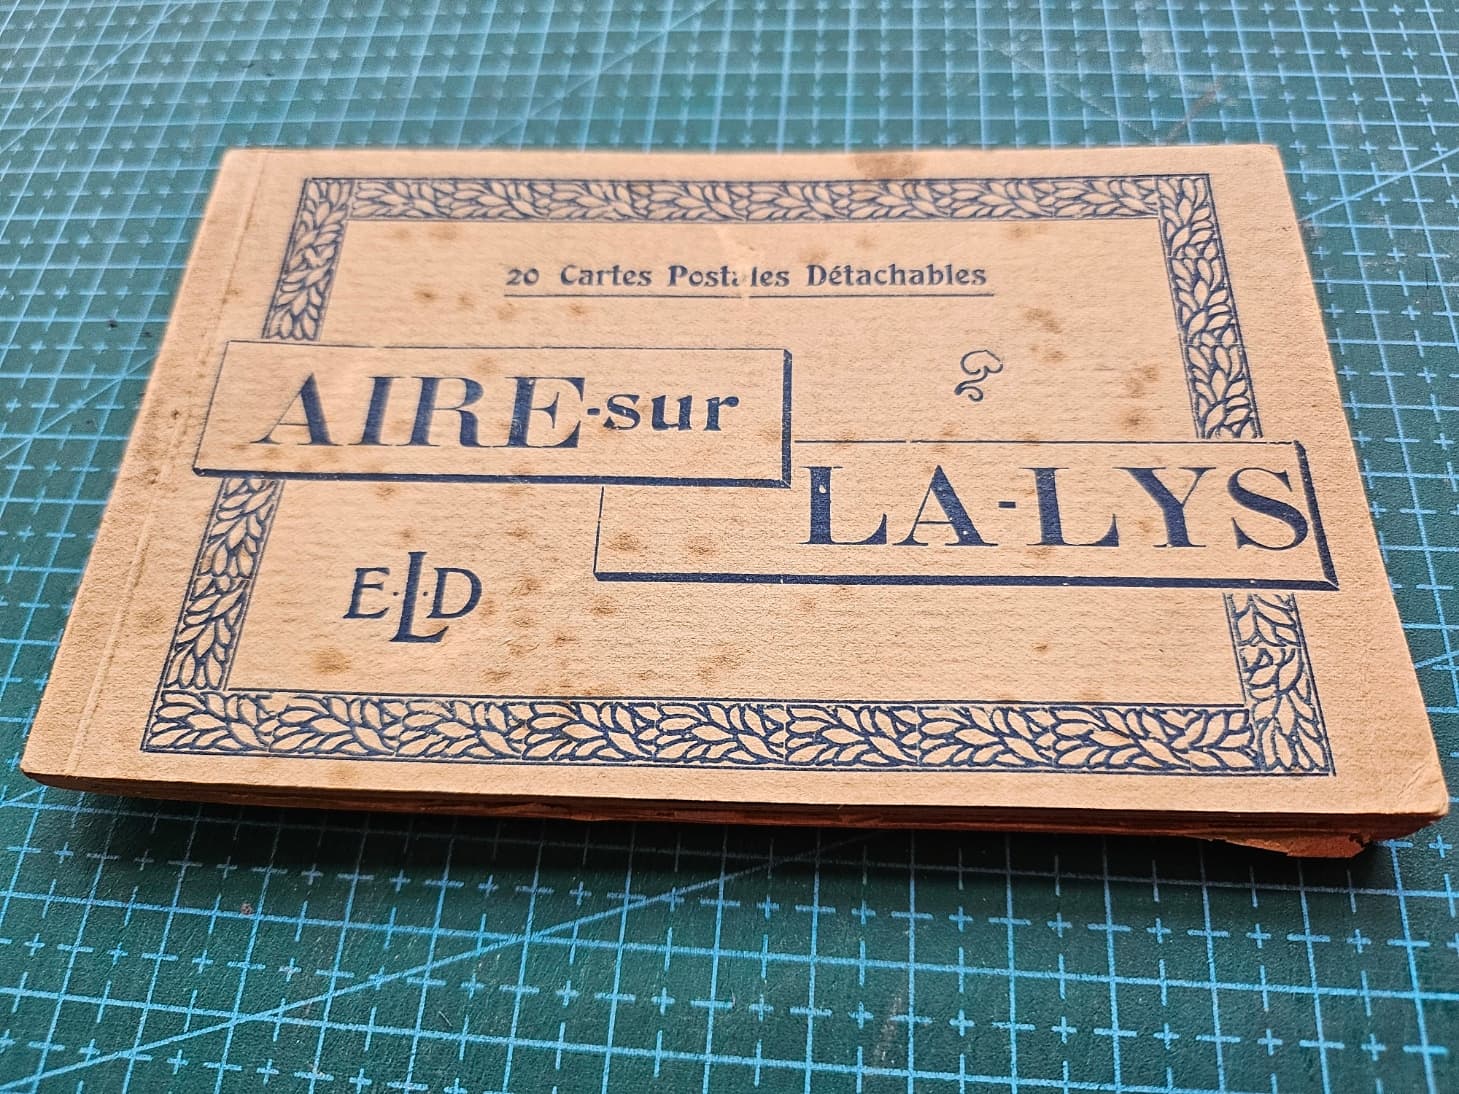 20 Cartes Postales Détachables
AIRE-sur
LA-LYS
E.L.D